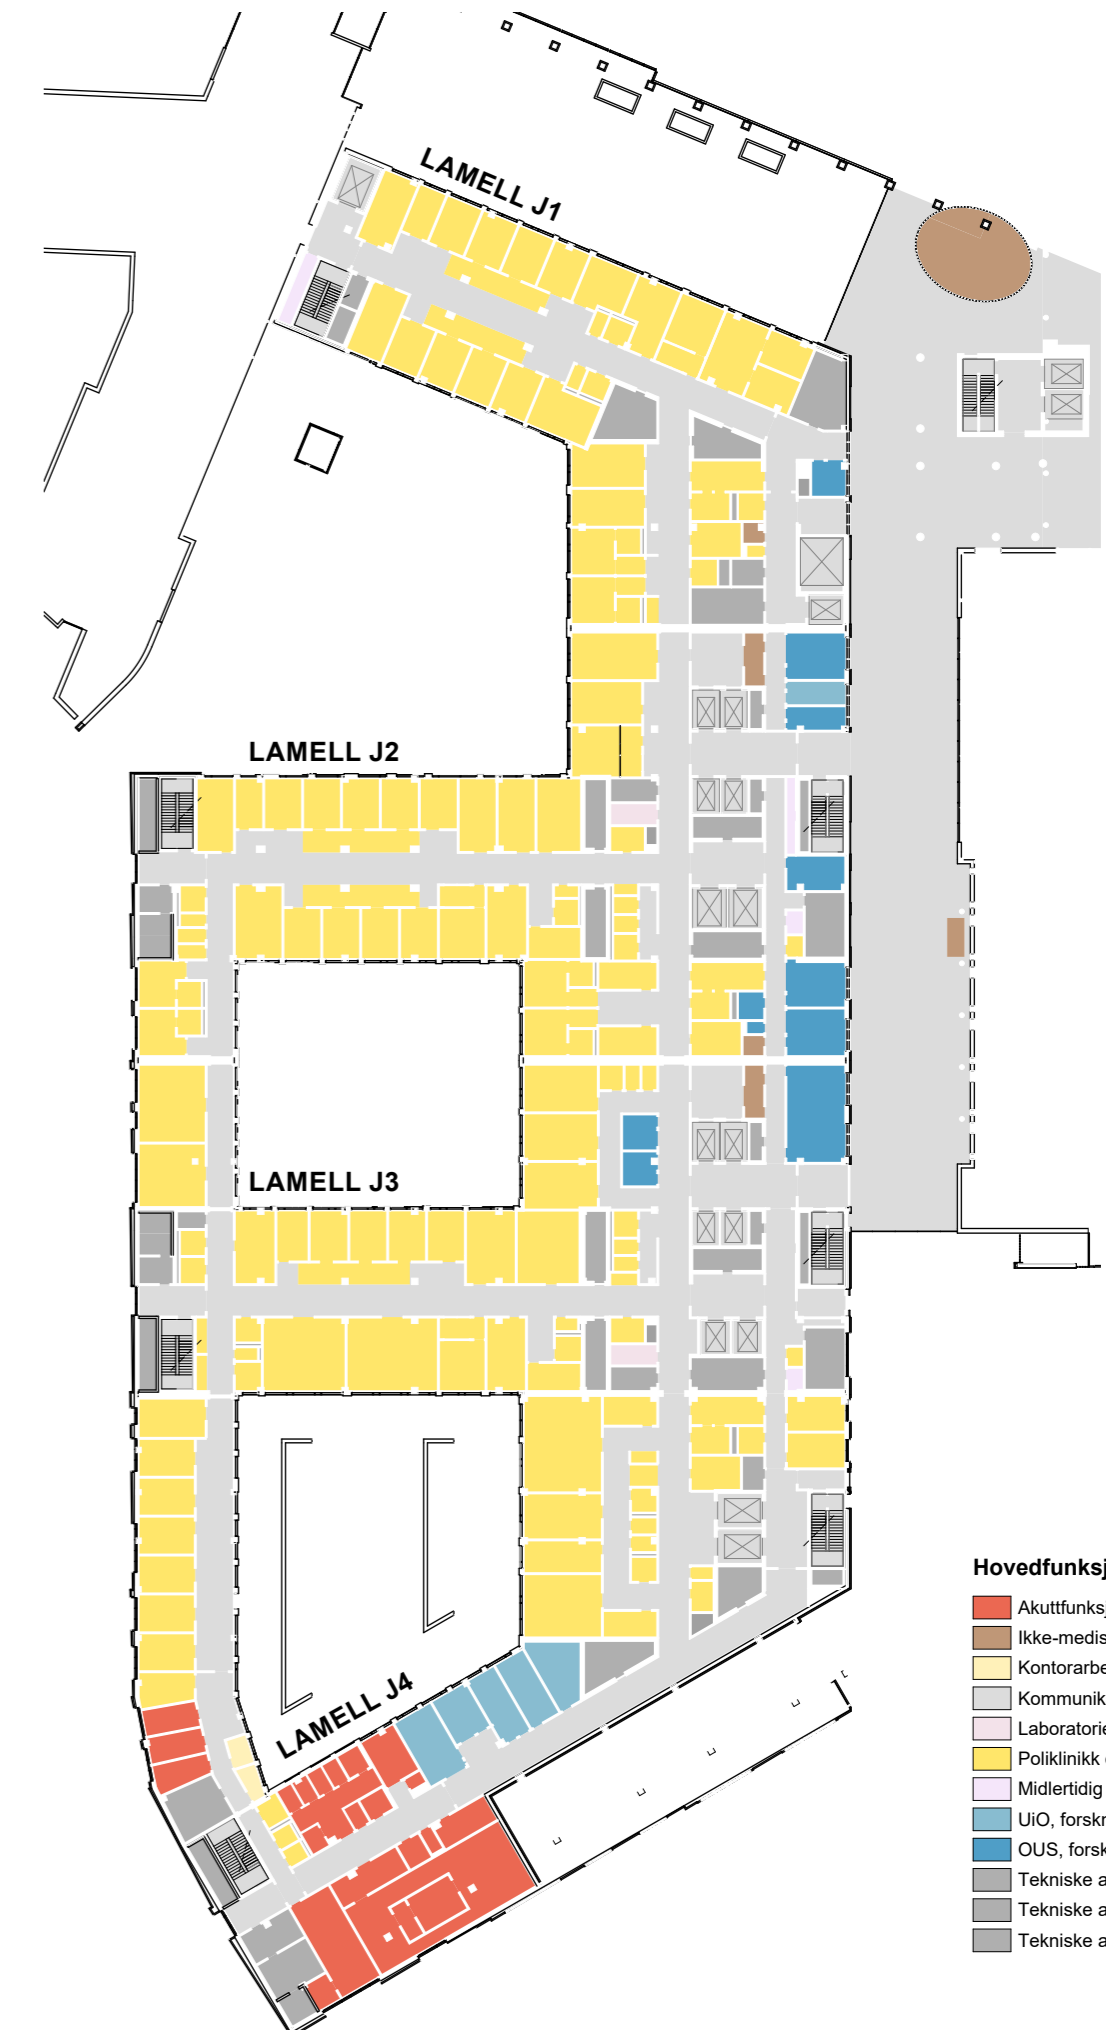 LAMELL J1
LAMELL J2
LAMELL J3
LAMELL J4
Hovedfunksj
Akuttfunksj
Ikke-medis
Kontorarbe
Kommunik
Laboratorie
Poliklinikk
Midlertidig
UiO, forskn
OUS, forsk
Tekniske a
Tekniske a
Tekniske a